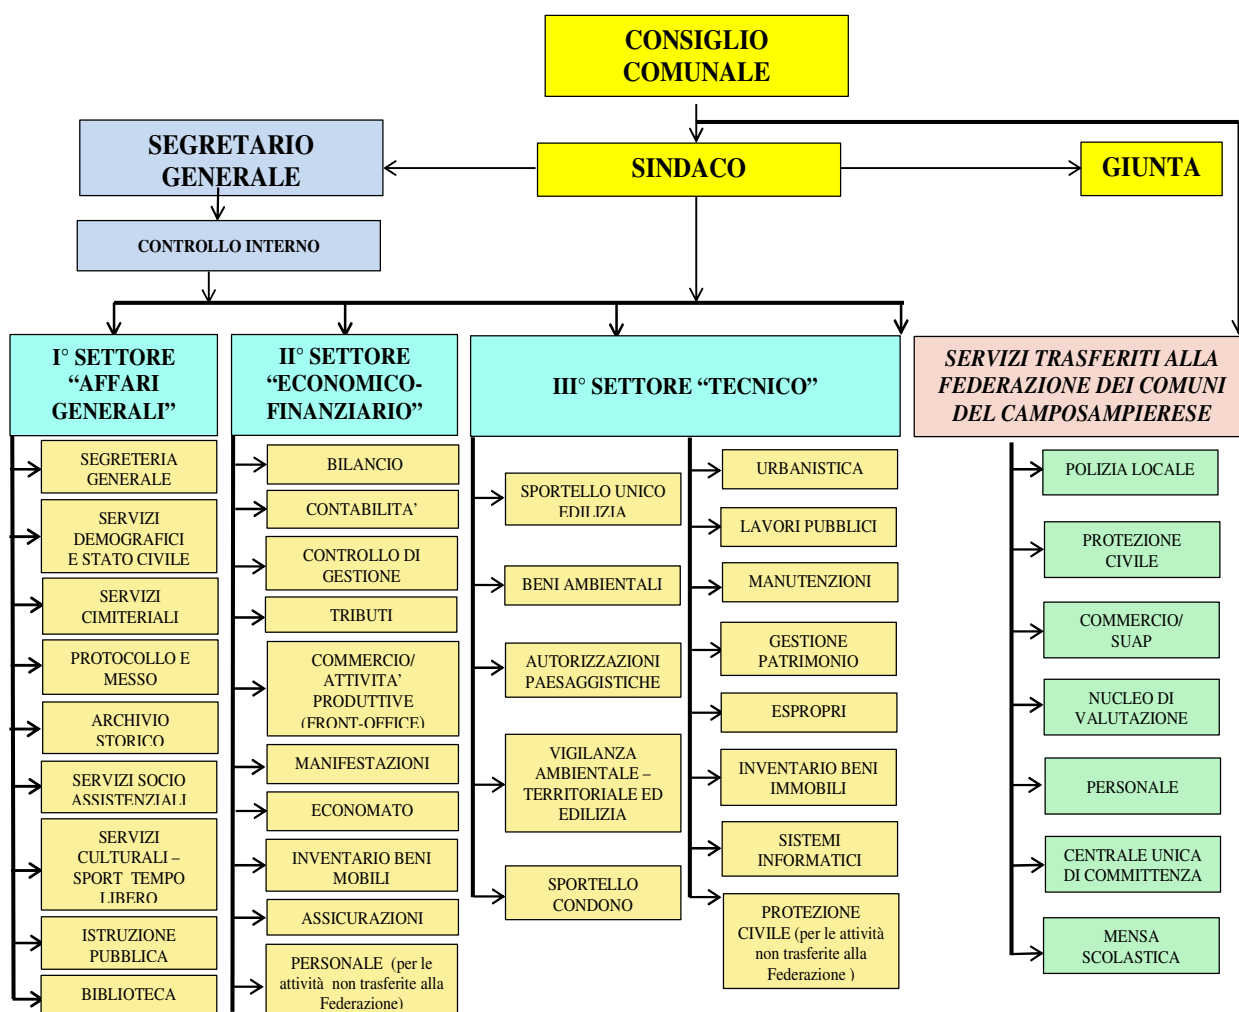 CONSIGLIO
COMUNALE
SEGRETARIO
GENERALE
SINDACO
GIUNTA
CONTROLLO INTERNO
I° SETTORE
“AFFARI
GENERALI”
SEGRETERIA
GENERALE
SERVIZI
DEMOGRAFICI
E STATO CIVILE
SERVIZI
CIMITERIALI
PROTOCOLLO E
MESSO
ARCHIVIO
STORICO
SERVIZI SOCIO
ASSISTENZIALI
SERVIZI
CULTURALI –
SPORT TEMPO
LIBERO
ISTRUZIONE
PUBBLICA
BIBLIOTECA
II° SETTORE
“ECONOMICO-
FINANZIARIO”
BILANCIO
CONTABILITA’
CONTROLLO DI
GESTIONE
TRIBUTI
COMMERCIO/
ATTIVITA’
PRODUTTIVE
(FRONT-OFFICE)
MANIFESTAZIONI
ECONOMATO
INVENTARIO BENI
MOBILI
ASSICURAZIONI
PERSONALE (per le
attività non trasferite alla
Federazione)
III° SETTORE “TECNICO”
SPORTELLO UNICO
EDILIZIA
BENI AMBIENTALI
AUTORIZZAZIONI
PAESAGGISTICHE
VIGILANZA
AMBIENTALE –
TERRITORIALE ED
EDILIZIA
SPORTELLO
CONDONO
URBANISTICA
LAVORI PUBBLICI
MANUTENZIONI
GESTIONE
PATRIMONIO
ESPROPRI
INVENTARIO BENI
IMMOBILI
SISTEMI
INFORMATICI
PROTEZIONE
CIVILE (per le attività
non trasferite alla
Federazione )
SERVIZI TRASFERITI ALLA
FEDERAZIONE DEI COMUNI
DEL CAMPOSAMPIERESE
POLIZIA LOCALE
PROTEZIONE
CIVILE
COMMERCIO/
SUAP
NUCLEO DI
VALUTAZIONE
PERSONALE
CENTRALE UNICA
DI COMMITTENZA
MENSA
SCOLASTICA